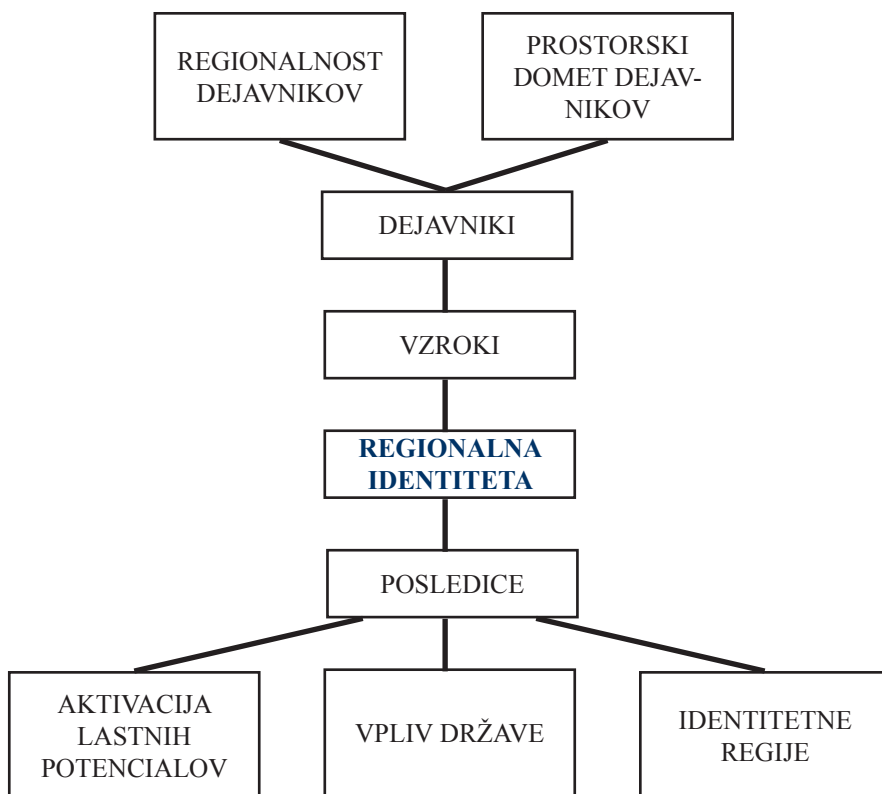 REGIONALNOST
DEJAVNIKOV
PROSTORSKI
DOMET DEJAV-
NIKOV
DEJAVNIKI
VZROKI
REGIONALNA
IDENTITETA
POSLEDICE
AKTIVACIJA
LASTNIH
POTENCIALOV
VPLIV DRŽAVE
IDENTITETNE
REGIJE